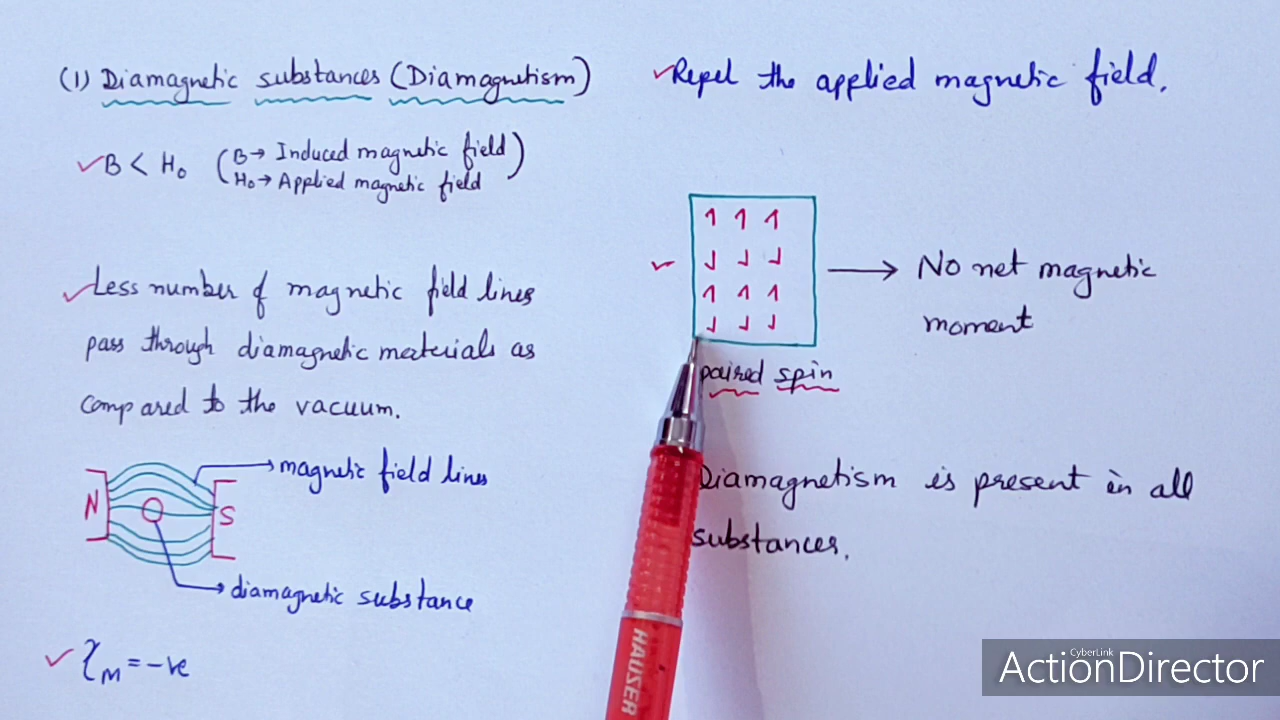 (1) Diamagnetic substances (Diamagnetism)
B < H₀ (B→ Induced magnetic field
H₀→ Applied magnetic field)
Less number of magnetic field lines
pass through diamagnetic materials as
compared to the vacuum.
magnetic field lines
N
S
diamagnetic substance
χM = -ve
Repel the applied magnetic field.
No net magnetic
moment
paired spin
Diamagnetism is present in all
substances.
HAUSER
CyberLink
ActionDirector